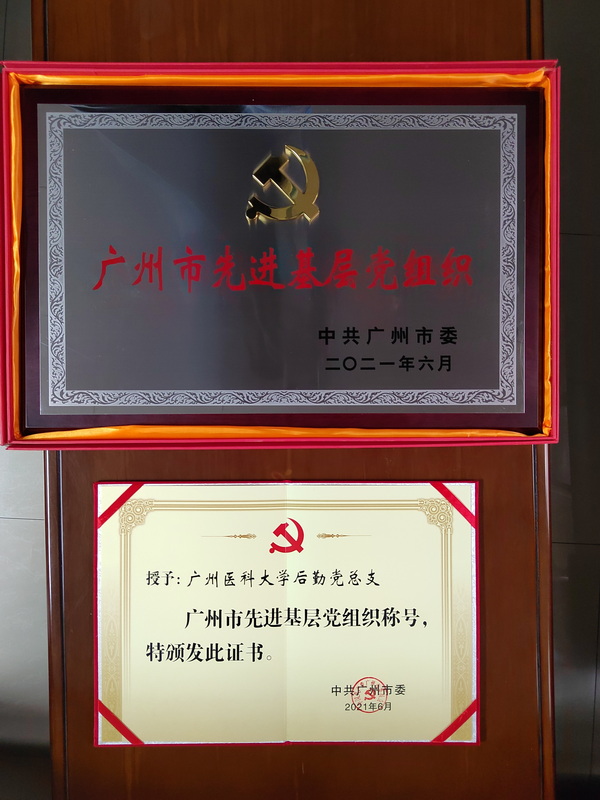 广州市先进基层党组织
中共广州市委
二〇二一年六月
授予：广州医科大学后勤党总支
广州市先进基层党组织称号，
特颁发此证书。
中共广州市委
2021年6月